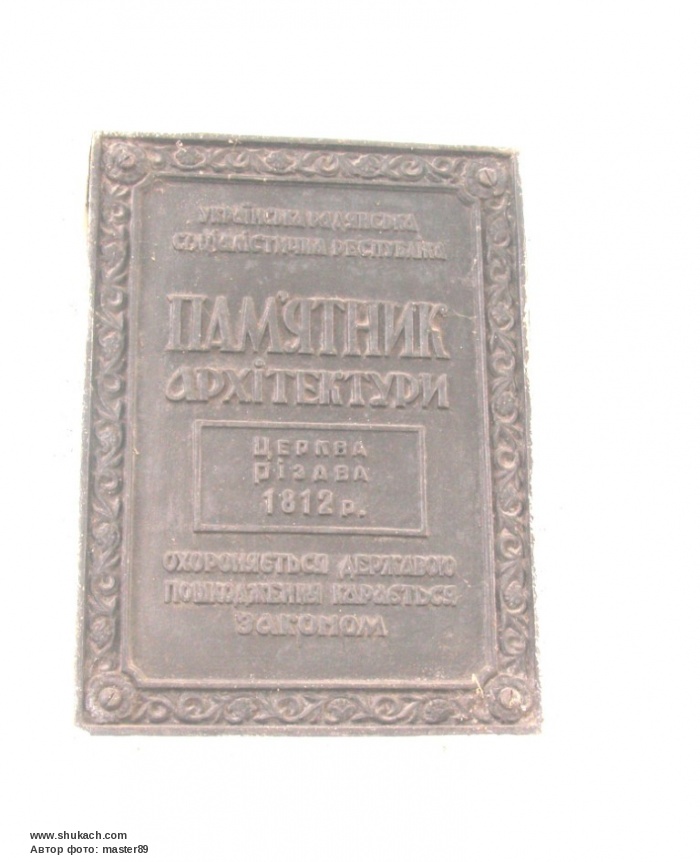 УКРАЇНСЬКА РАДЯНСЬКА
СОЦІАЛІСТИЧНА РЕСПУБЛІКА
ПАМ'ЯТНИК
АРХІТЕКТУРИ
ЦЕРКВА
РІЗАВА
1812 р.
ОХОРОНЯЄТЬСЯ ДЕРЖАВОЮ
ПОШКОДЖЕННЯ КАРАЄТЬСЯ
ЗАКОНОМ
www.shukach.com
Автор фото: master89